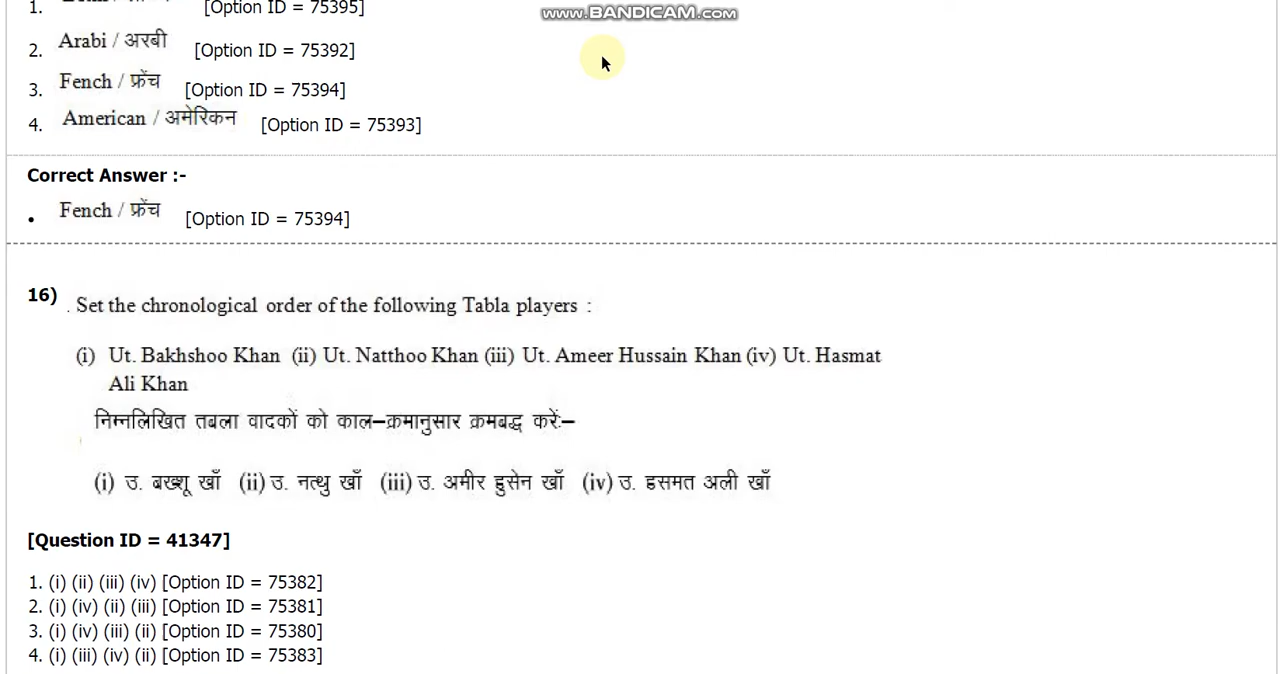 www.BANDICAM.com
1. [Option ID = 75395]
2. Arabi / अरबी [Option ID = 75392]
3. Fench / फ्रेंच [Option ID = 75394]
4. American / अमेरिकन [Option ID = 75393]
Correct Answer :-
• Fench / फ्रेंच [Option ID = 75394]
16) . Set the chronological order of the following Tabla players :
(i) Ut. Bakhshoo Khan (ii) Ut. Natthoo Khan (iii) Ut. Ameer Hussain Khan (iv) Ut. Hasmat
Ali Khan
निम्नलिखित तबला वादकों को काल–क्रमानुसार क्रमबद्ध करें:–
(i) उ. बख्शू खाँ (ii) उ. नत्थु खाँ (iii) उ. अमीर हुसेन खाँ (iv) उ. हसमत अली खाँ
[Question ID = 41347]
1. (i) (ii) (iii) (iv) [Option ID = 75382]
2. (i) (iv) (ii) (iii) [Option ID = 75381]
3. (i) (iv) (iii) (ii) [Option ID = 75380]
4. (i) (iii) (iv) (ii) [Option ID = 75383]